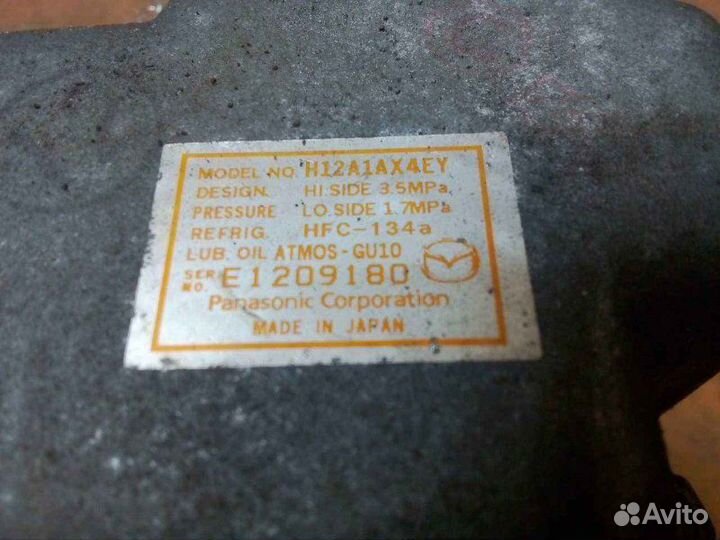 MODEL NO. H12A1AX4EY
DESIGN. HI.SIDE 3.5MPa
PRESSURE LO.SIDE 1.7MPa
REFRIG. HFC-134a
LUB. OIL ATMOS-GU10
SER. NO. E1209180
Panasonic Corporation
MADE IN JAPAN
Avito